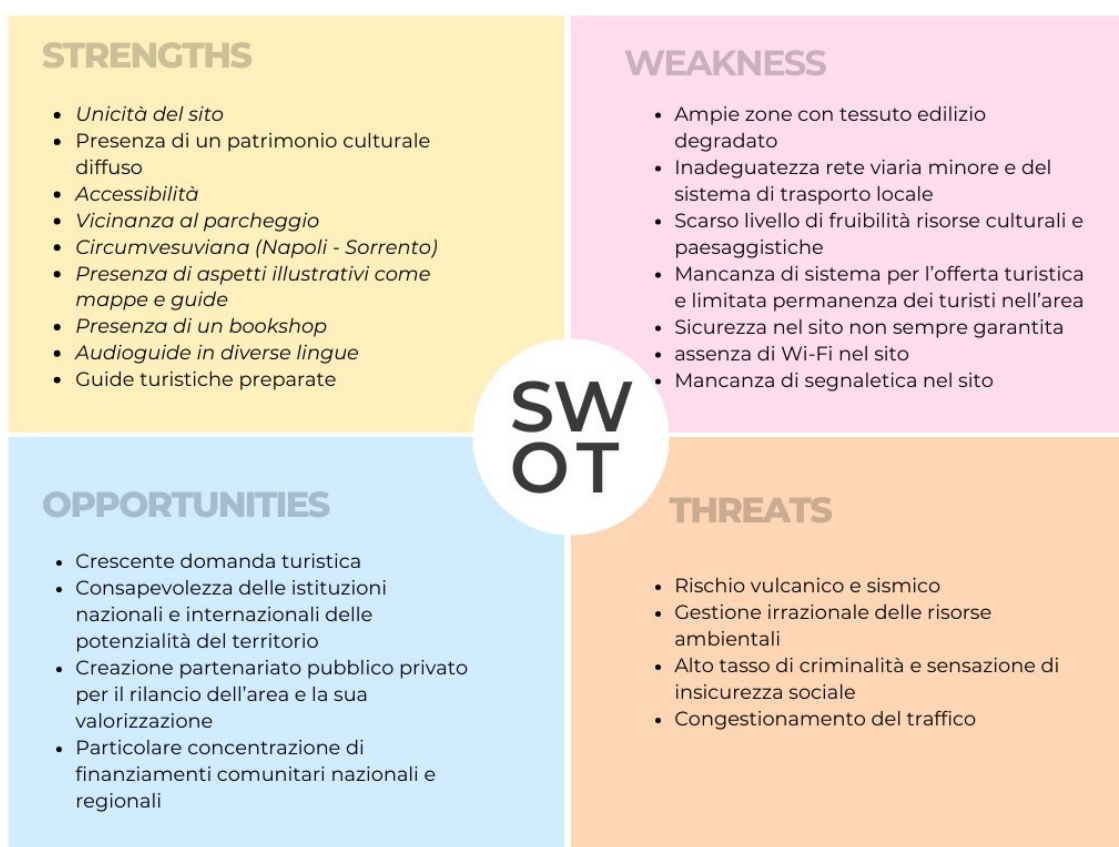 STRENGTHS
• Unicità del sito
• Presenza di un patrimonio culturale
diffuso
• Accessibilità
• Vicinanza al parcheggio
• Circumvesuviana (Napoli - Sorrento)
• Presenza di aspetti illustrativi come
mappe e guide
• Presenza di un bookshop
• Audioguide in diverse lingue
• Guide turistiche preparate
WEAKNESS
• Ampie zone con tessuto edilizio
degradato
• Inadeguatezza rete viaria minore e del
sistema di trasporto locale
• Scarso livello di fruibilità risorse culturali e
paesaggistiche
• Mancanza di sistema per l'offerta turistica
e limitata permanenza dei turisti nell'area
• Sicurezza nel sito non sempre garantita
• assenza di Wi-Fi nel sito
• Mancanza di segnaletica nel sito
SW
OT
OPPORTUNITIES
• Crescente domanda turistica
• Consapevolezza delle istituzioni
nazionali e internazionali delle
potenzialità del territorio
• Creazione partenariato pubblico privato
per il rilancio dell'area e la sua
valorizzazione
• Particolare concentrazione di
finanziamenti comunitari nazionali e
regionali
THREATS
• Rischio vulcanico e sismico
• Gestione irrazionale delle risorse
ambientali
• Alto tasso di criminalità e sensazione di
insicurezza sociale
• Congestionamento del traffico